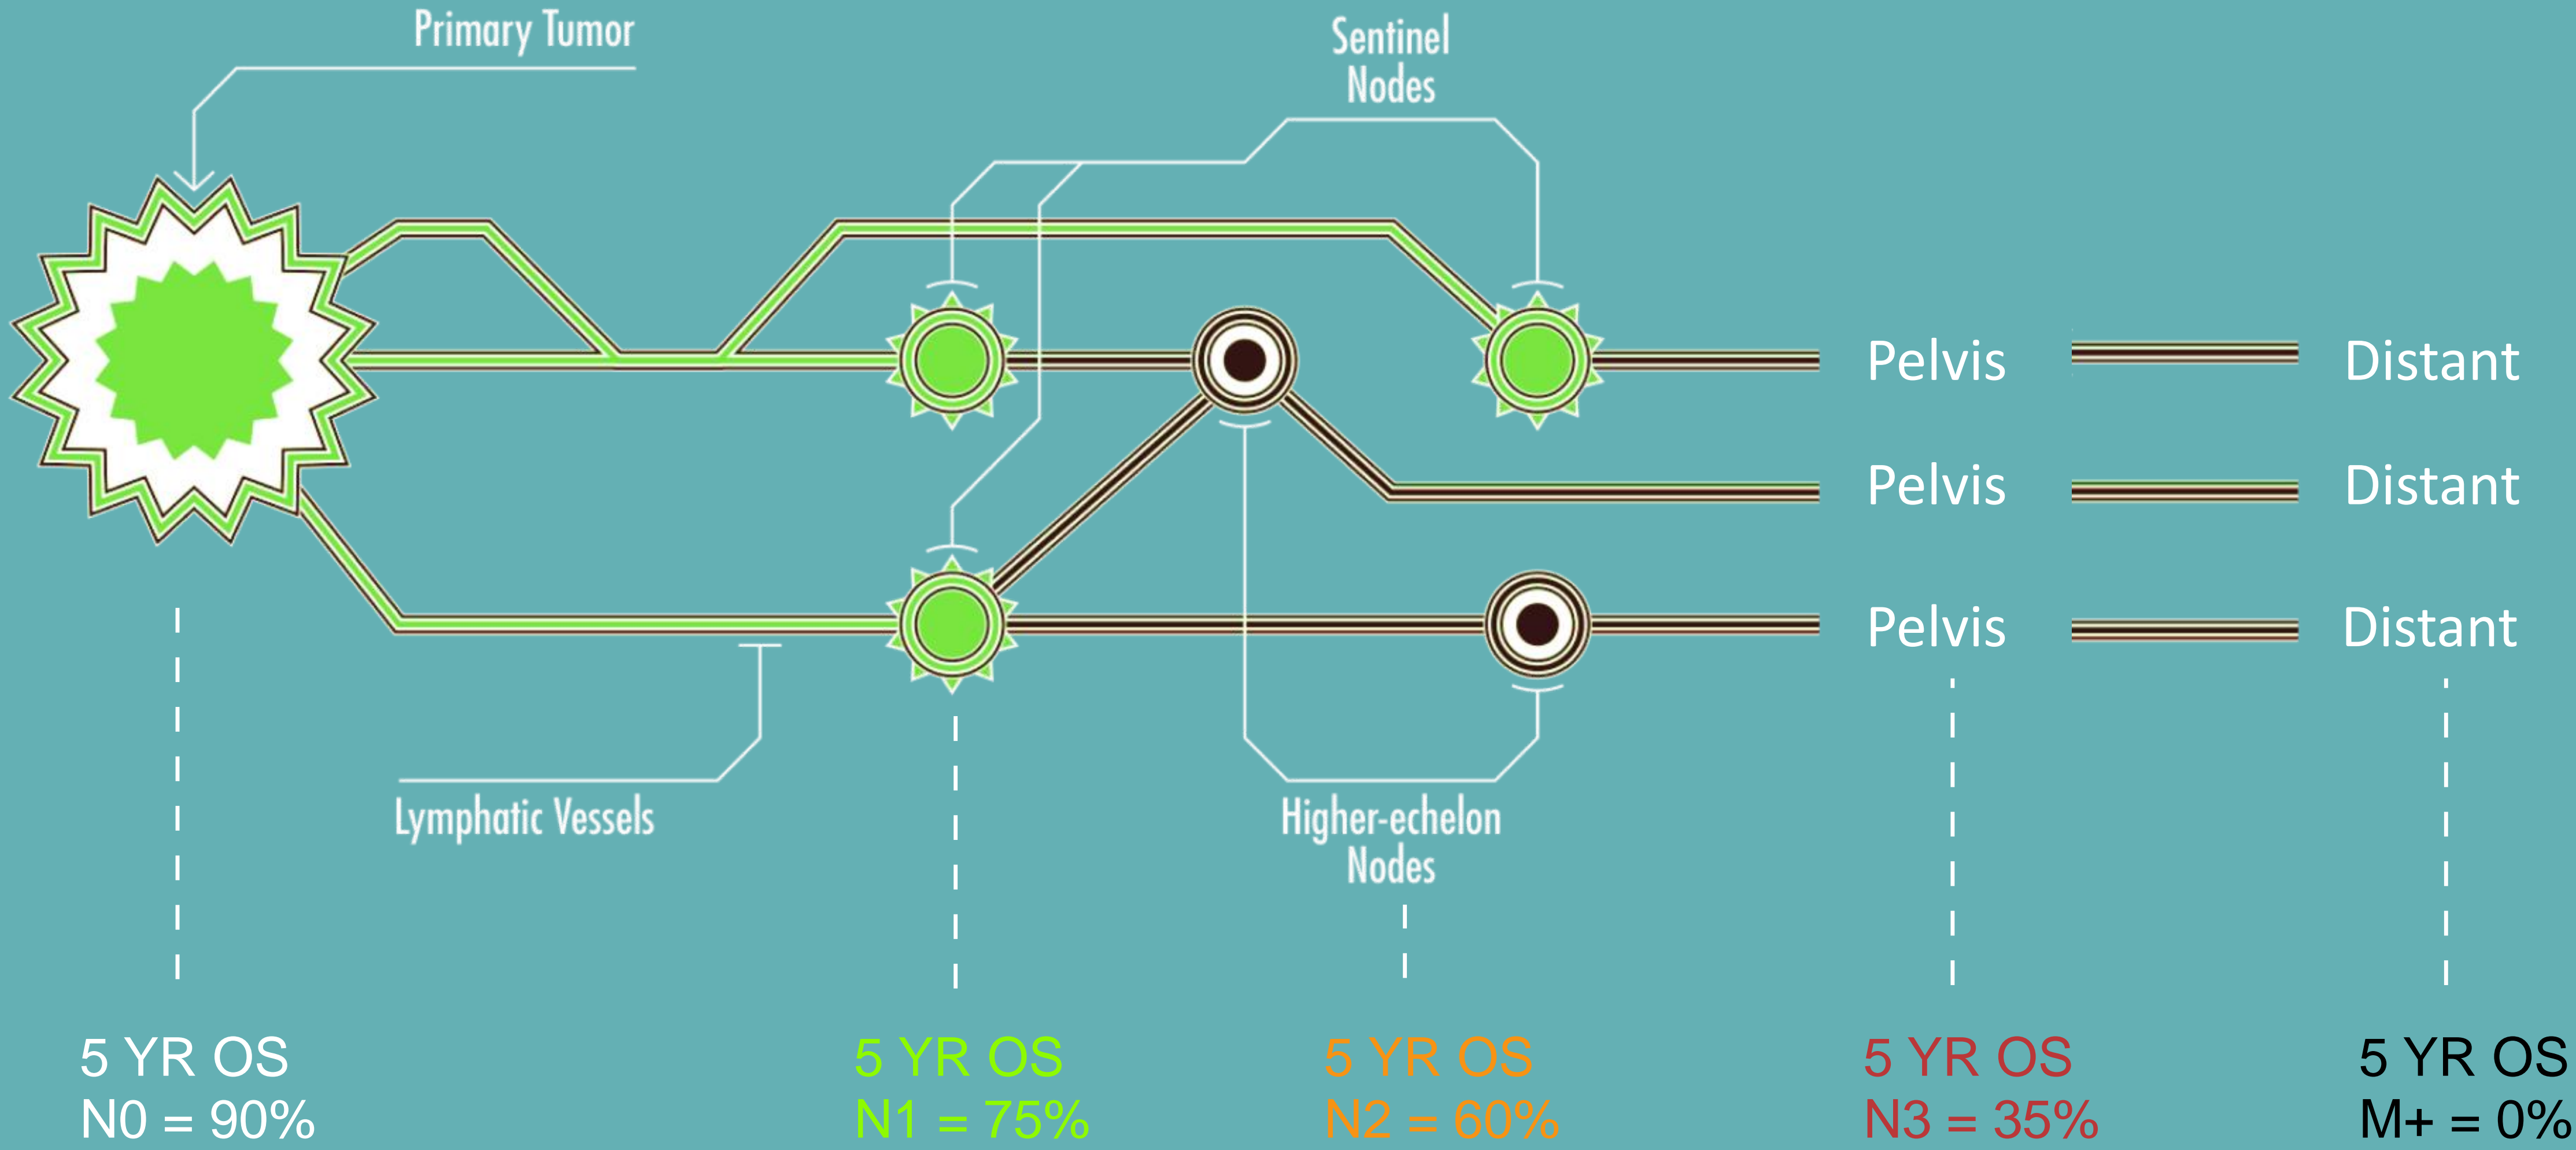 Primary Tumor
Sentinel
Nodes
Pelvis
Distant
Pelvis
Distant
Pelvis
Distant
Lymphatic Vessels
Higher-echelon
Nodes
5 YR OS
N0 = 90%
5 YR OS
N1 = 75%
5 YR OS
N2 = 60%
5 YR OS
N3 = 35%
5 YR OS
M+ = 0%